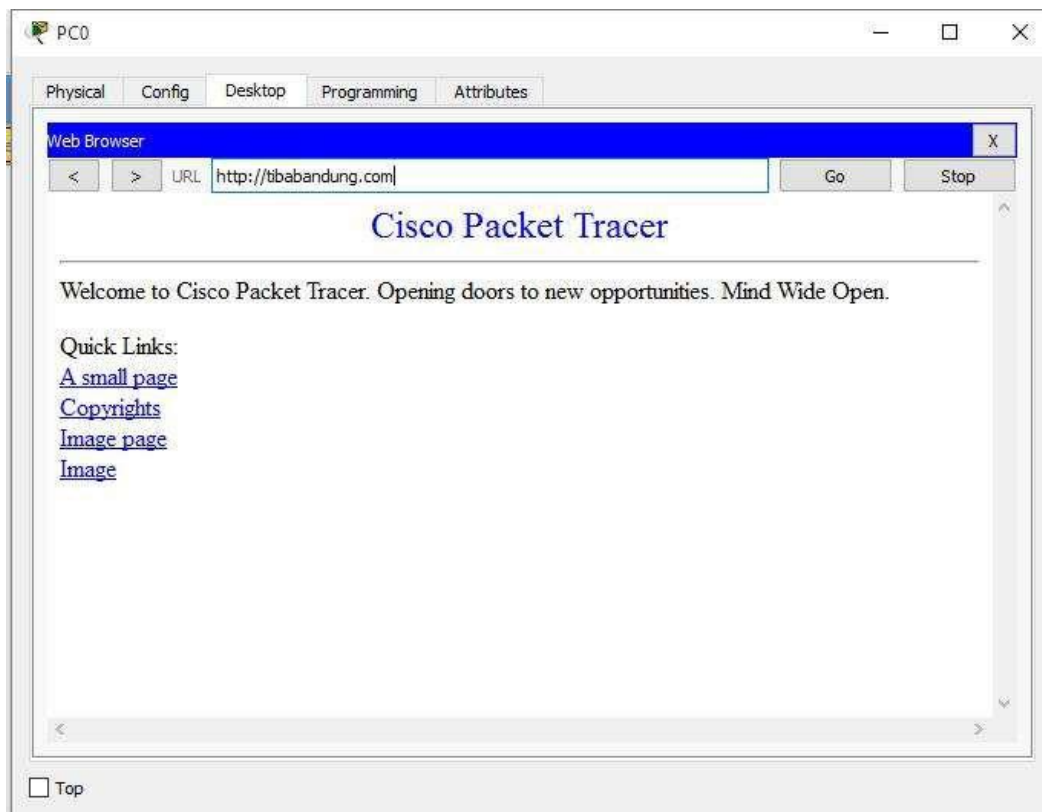 PC0
Physical Config Desktop Programming Attributes
Web Browser X
< > URL http://tibabandung.com Go Stop
Cisco Packet Tracer
Welcome to Cisco Packet Tracer. Opening doors to new opportunities. Mind Wide Open.
Quick Links:
A small page
Copyrights
Image page
Image
Top